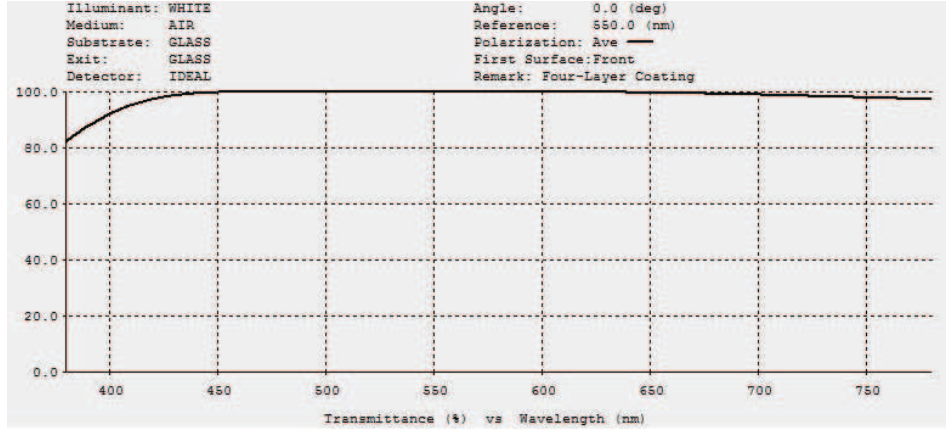 Illuminant: WHITE
Medium: AIR
Substrate: GLASS
Exit: GLASS
Detector: IDEAL
Angle: 0.0 (deg)
Reference: 550.0 (nm)
Polarization: Ave
First Surface:Front
Remark: Four-Layer Coating
100.0
80.0
60.0
40.0
20.0
0.0
400 450 500 550 600 650 700 750
Transmittance (%) vs Wavelength (nm)